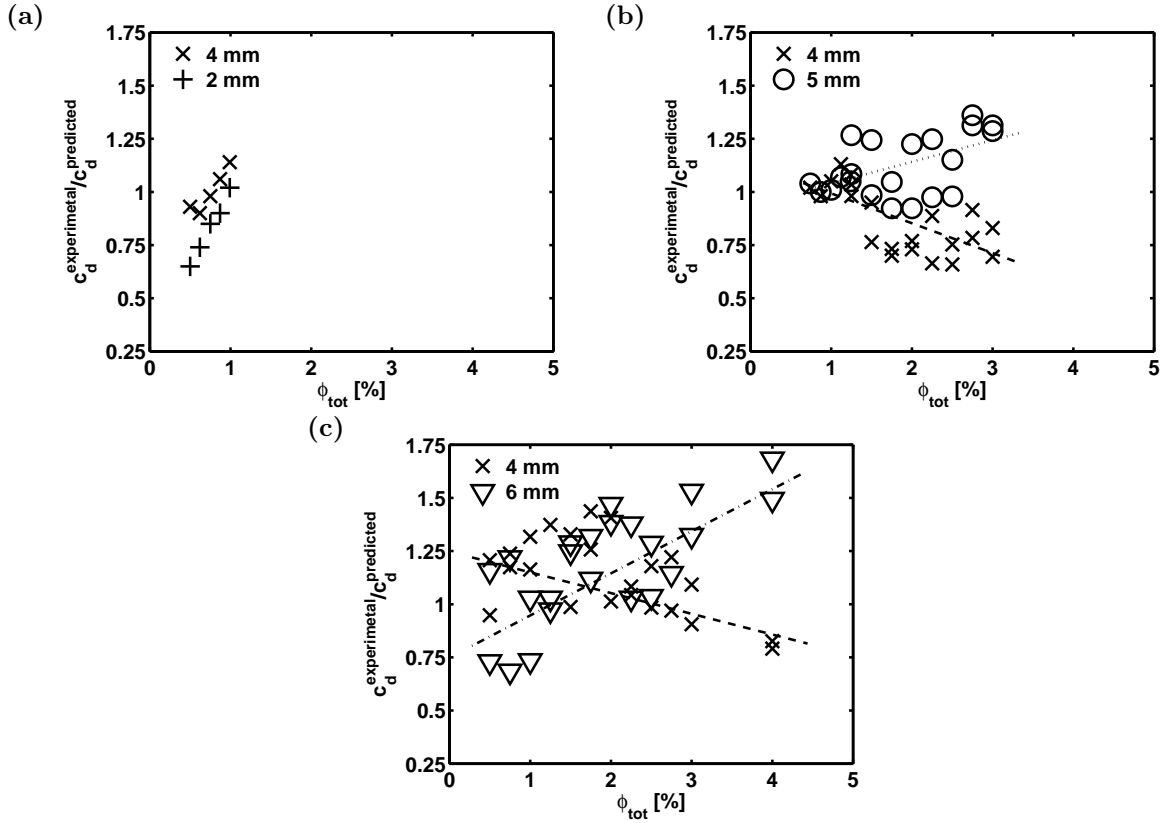 (a)
1.75
1.5
1.25
1
0.75
0.5
0.25
0 1 2 3 4 5
c_d^experimetal/c_d^predicted
ϕ_tot [%]
4 mm
2 mm
(b)
1.75
1.5
1.25
1
0.75
0.5
0.25
0 1 2 3 4 5
c_d^experimetal/c_d^predicted
ϕ_tot [%]
4 mm
5 mm
(c)
1.75
1.5
1.25
1
0.75
0.5
0.25
0 1 2 3 4 5
c_d^experimetal/c_d^predicted
ϕ_tot [%]
4 mm
6 mm